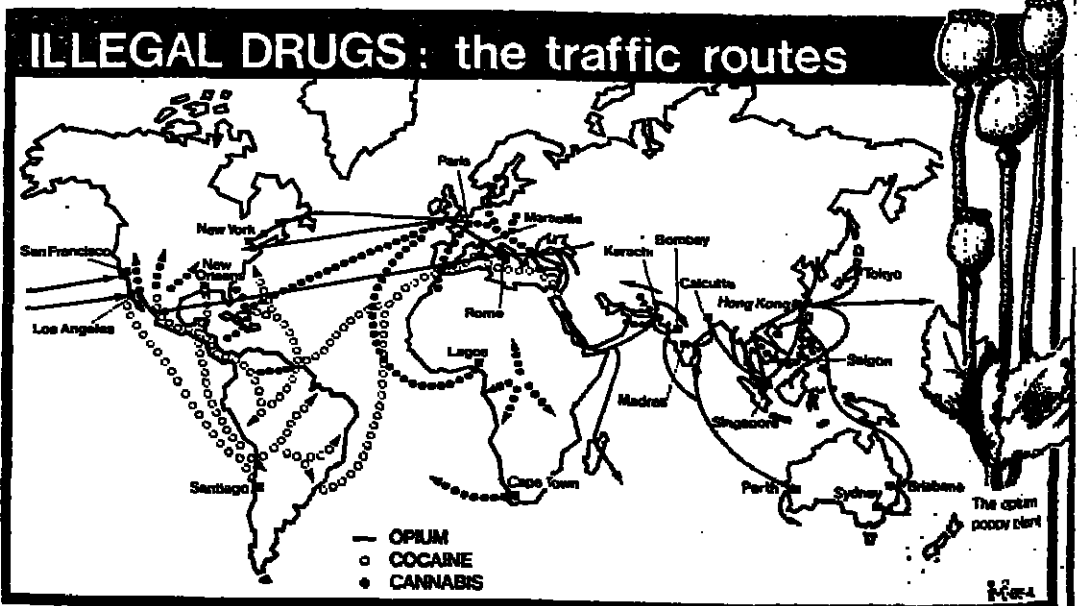 ILLEGAL DRUGS: the traffic routes
Paris
New York
Marseille
San Francisco
Karachi
Bombay
New
Orleans
Calcutta
Tokyo
Hong Kong
Los Angeles
Rome
Lagos
Saigon
Madras
Singapore
Santiago
Cape Town
Perth
Sydney
Brisbane
The opium
poppy plant
OPIUM
COCAINE
CANNABIS